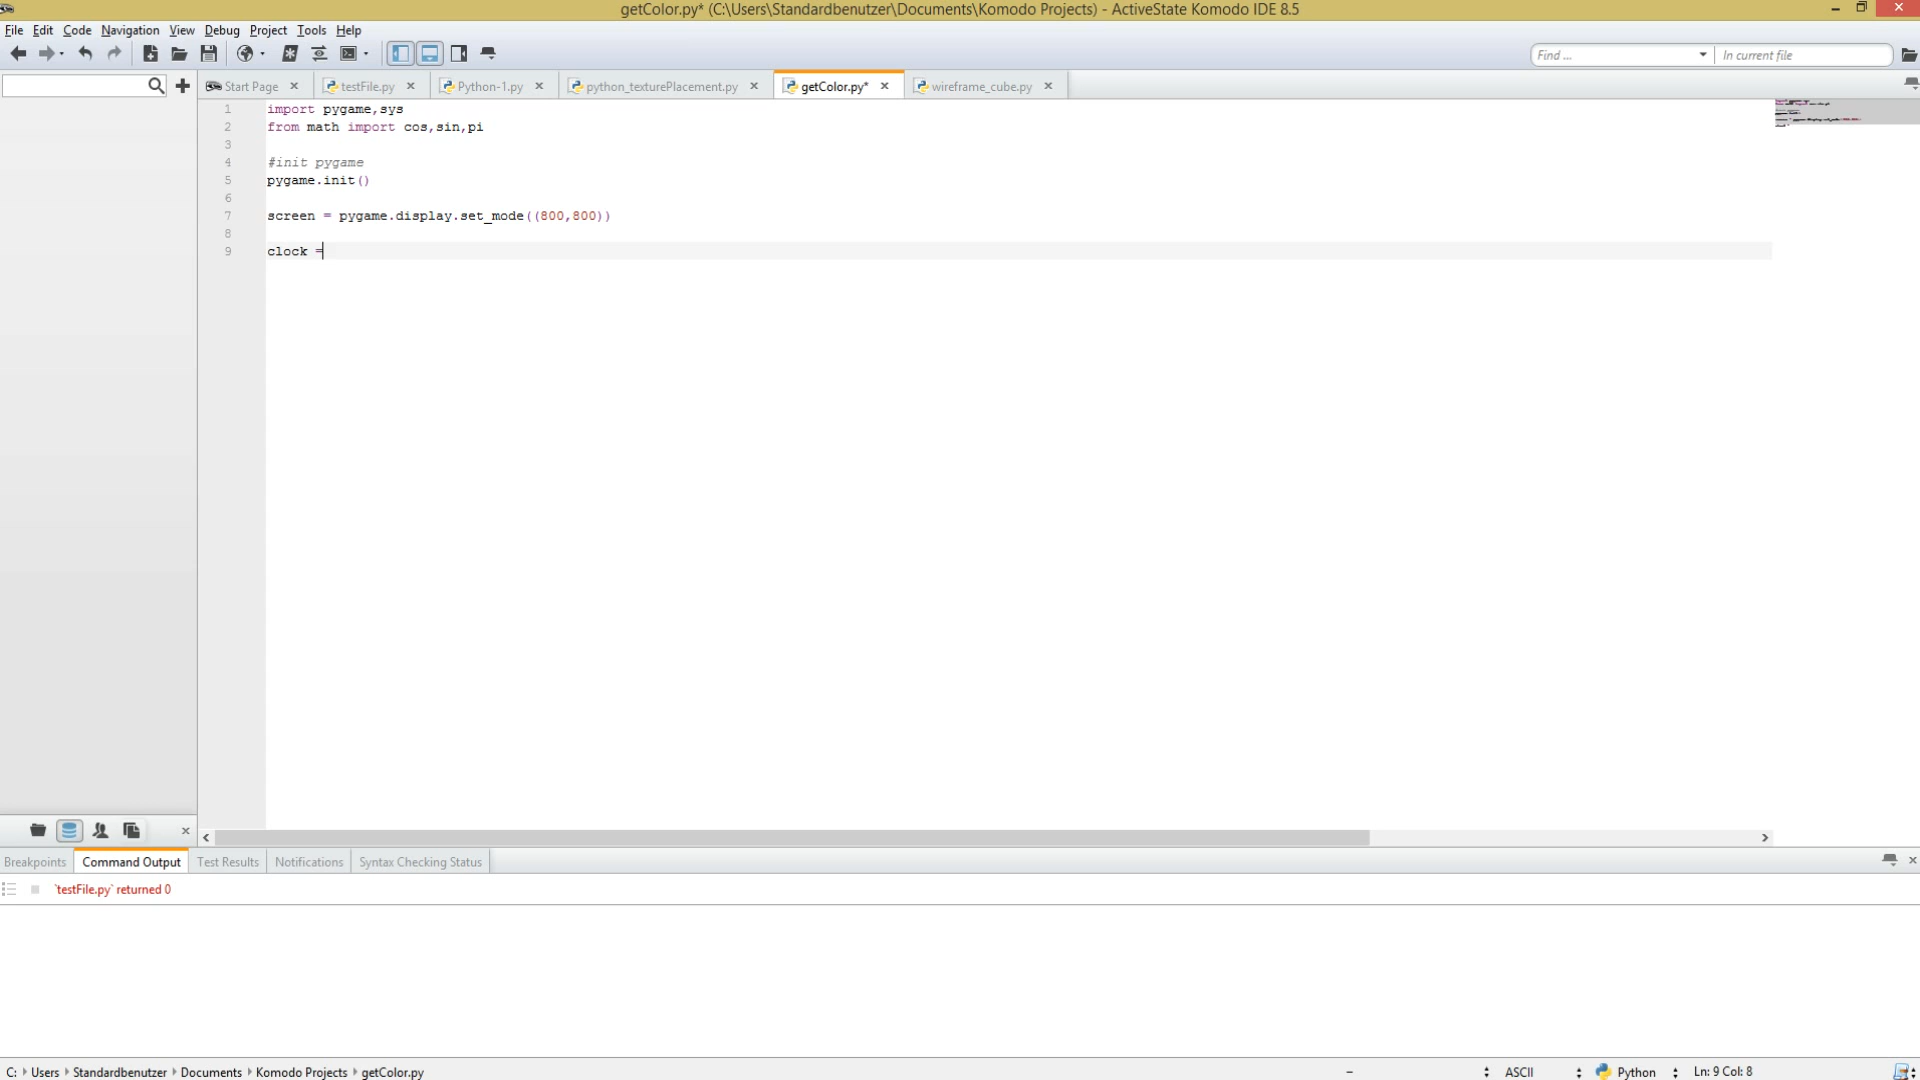 getColor.py* (C:\Users\Standardbenutzer\Documents\Komodo Projects) - ActiveState Komodo IDE 8.5
File Edit Code Navigation View Debug Project Tools Help
Find ... In current file
Start Page testFile.py Python-1.py python_texturePlacement.py getColor.py* wireframe_cube.py
1 import pygame,sys
2 from math import cos,sin,pi
3
4 #init pygame
5 pygame.init()
6
7 screen = pygame.display.set_mode((800,800))
8
9 clock =
Breakpoints Command Output Test Results Notifications Syntax Checking Status
`testFile.py` returned 0
C: Users Standardbenutzer Documents Komodo Projects getColor.py – ASCII Python Ln: 9 Col: 8